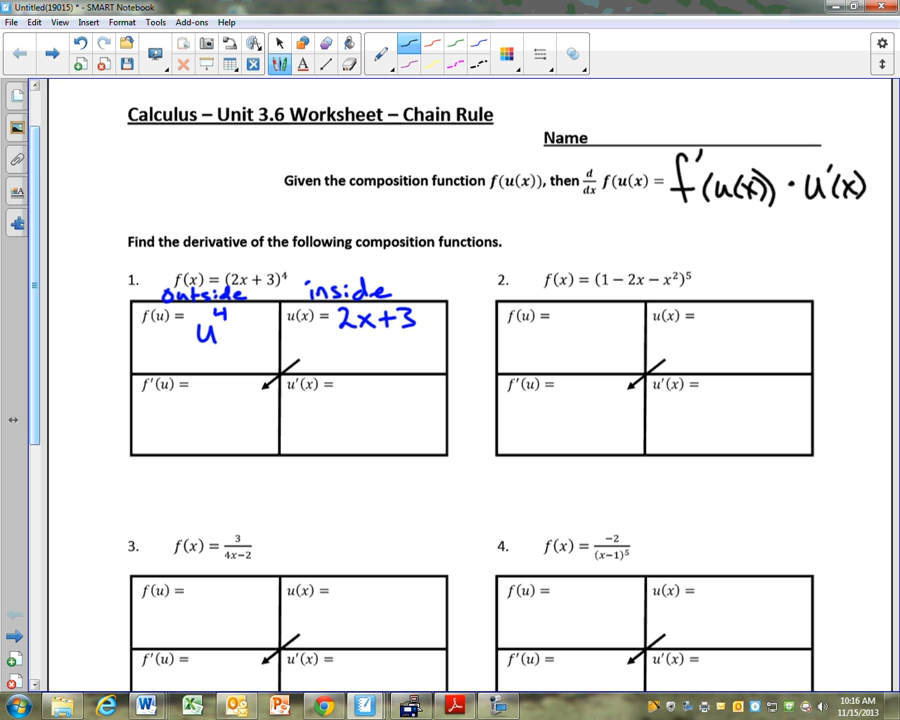 Untitled(19015) * - SMART Notebook
File Edit View Insert Format Tools Add-ons Help
Calculus – Unit 3.6 Worksheet – Chain Rule
Name
Given the composition function f(u(x)), then d/dx f(u(x) = f'(u(x)) · u'(x)
Find the derivative of the following composition functions.
1. f(x) = (2x + 3)⁴
2. f(x) = (1 − 2x − x²)⁵
outside inside
f(u) = u⁴
u(x) = 2x+3
f(u) =
u(x) =
f'(u) =
u'(x) =
f'(u) =
u'(x) =
3. f(x) = 3/(4x−2)
4. f(x) = −2/(x−1)⁵
f(u) =
u(x) =
f(u) =
u(x) =
f'(u) =
u'(x) =
f'(u) =
u'(x) =
10:16 AM
11/15/2013